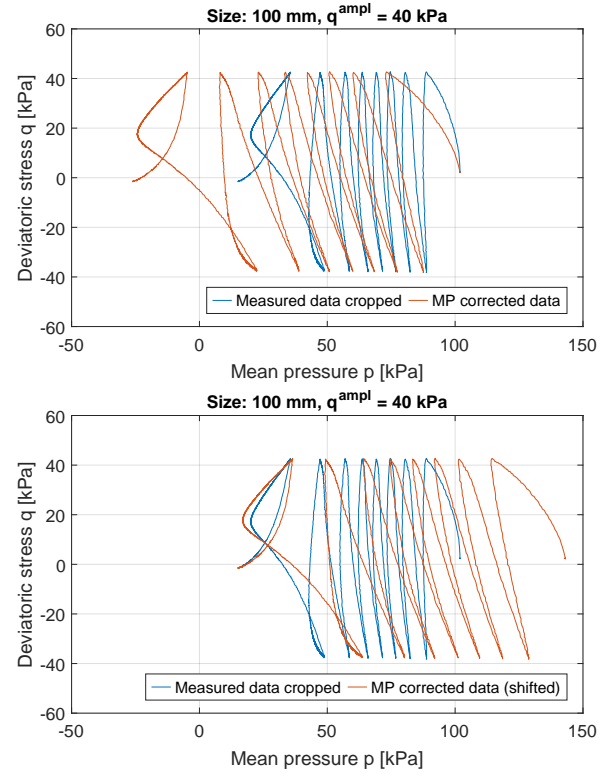 Size: 100 mm, q^ampl = 40 kPa
Deviatoric stress q [kPa]
60
40
20
0
-20
-40
-60
Measured data cropped
MP corrected data
-50
0
50
100
150
Mean pressure p [kPa]
Size: 100 mm, q^ampl = 40 kPa
Deviatoric stress q [kPa]
60
40
20
0
-20
-40
-60
Measured data cropped
MP corrected data (shifted)
-50
0
50
100
150
Mean pressure p [kPa]